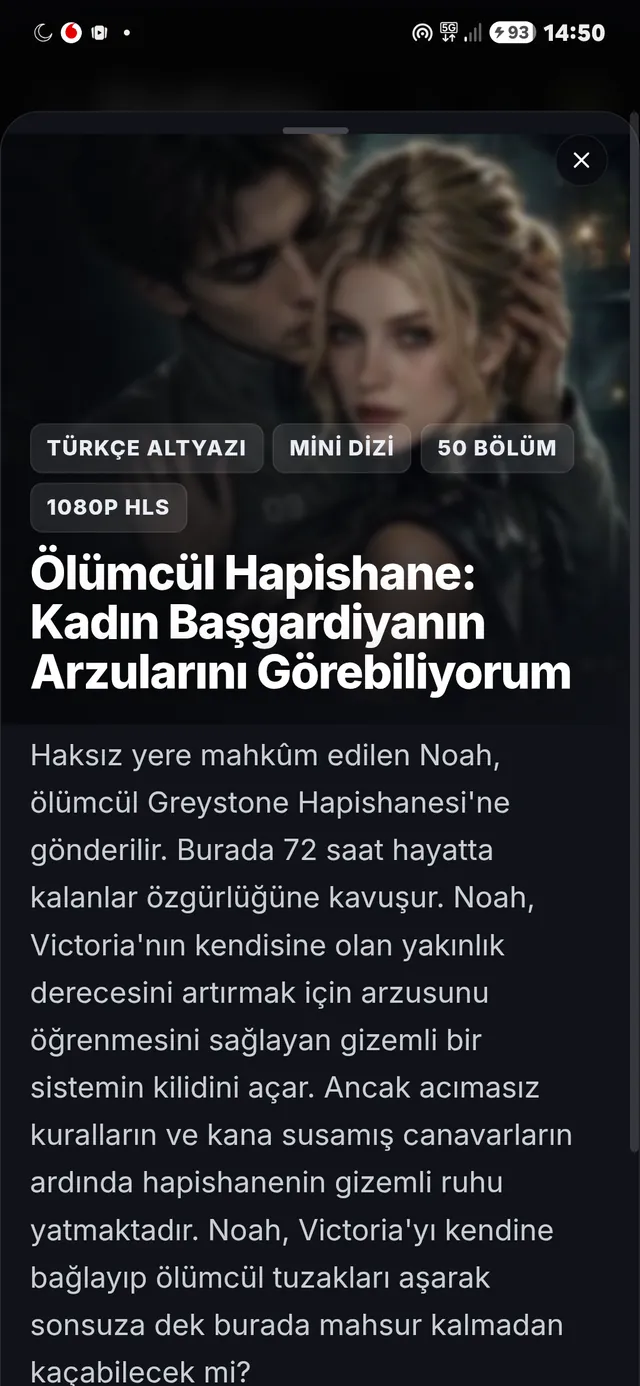 5G
93
14:50
TÜRKÇE ALTYAZI
MİNİ DİZİ
50 BÖLÜM
1080P HLS
Ölümcül Hapishane:
Kadın Başgardiyanın
Arzularını Görebiliyorum
Haksız yere mahkûm edilen Noah,
ölümcül Greystone Hapishanesi'ne
gönderilir. Burada 72 saat hayatta
kalanlar özgürlüğüne kavuşur. Noah,
Victoria'nın kendisine olan yakınlık
derecesini artırmak için arzusunu
öğrenmesini sağlayan gizemli bir
sistemin kilidini açar. Ancak acımasız
kuralların ve kana susamış canavarların
ardında hapishanenin gizemli ruhu
yatmaktadır. Noah, Victoria'yı kendine
bağlayıp ölümcül tuzakları aşarak
sonsuza dek burada mahsur kalmadan
kaçabilecek mi?